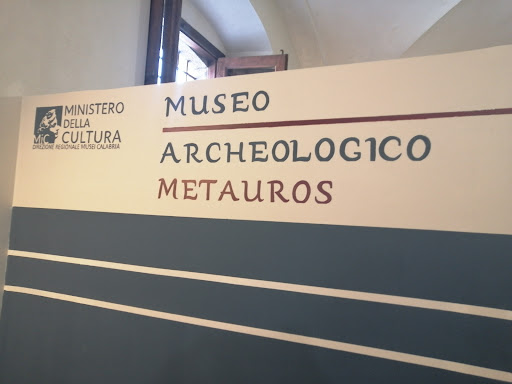 MINISTERO
DELLA
CULTURA
MiC
DIREZIONE REGIONALE MUSEI CALABRIA
MUSEO
ARCHEOLOGICO
METAUROS